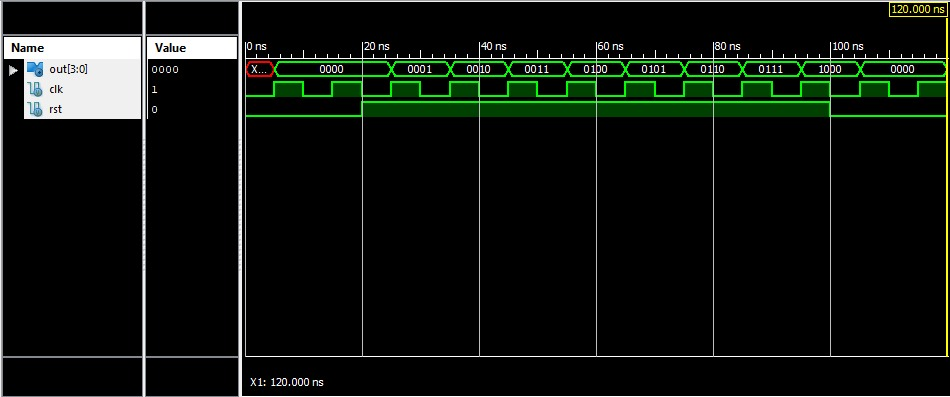 120.000 ns
Name Value
0 ns 20 ns 40 ns 60 ns 80 ns 100 ns
out[3:0] 0000 X... 0000 0001 0010 0011 0100 0101 0110 0111 1000 0000
clk 1
rst 0
X1: 120.000 ns